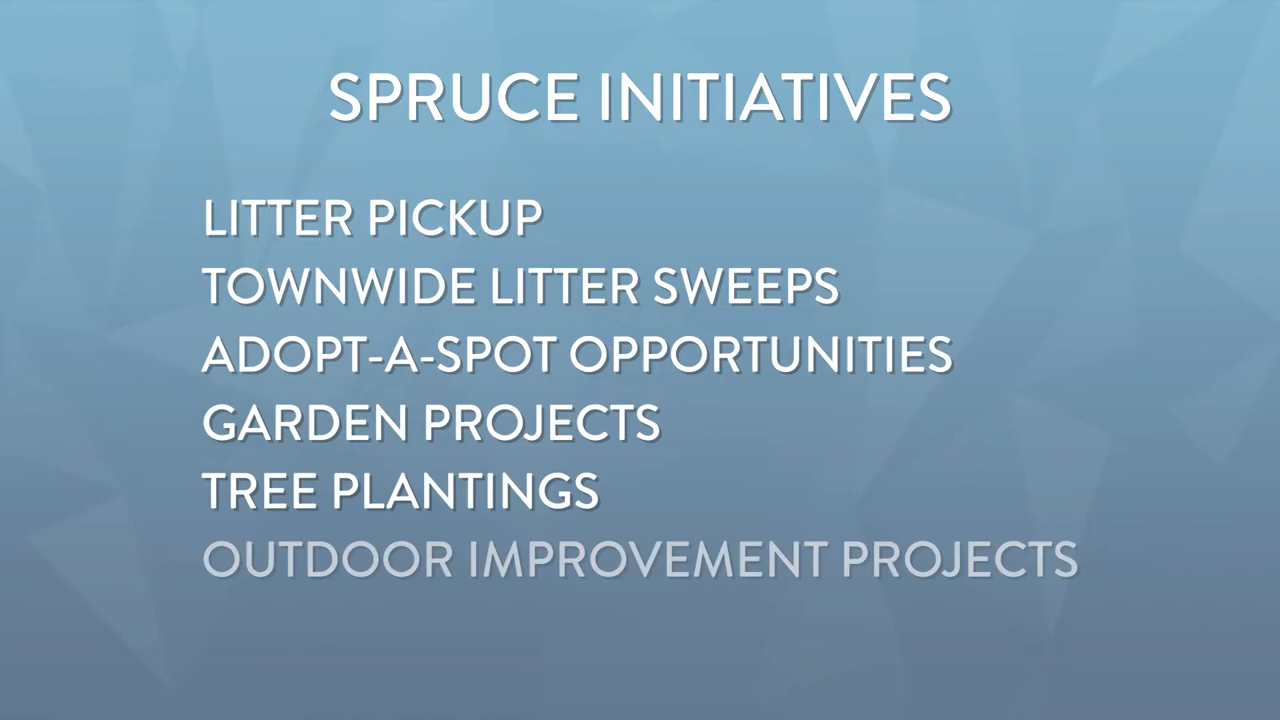 SPRUCE INITIATIVES
LITTER PICKUP
TOWNWIDE LITTER SWEEPS
ADOPT-A-SPOT OPPORTUNITIES
GARDEN PROJECTS
TREE PLANTINGS
OUTDOOR IMPROVEMENT PROJECTS